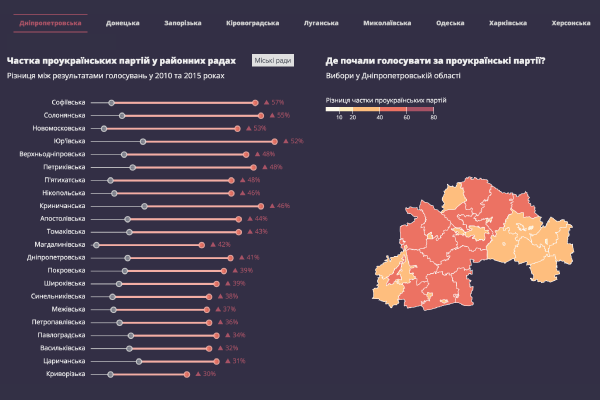 Дніпропетровська Донецька Запорізька Кіровоградська Луганська Миколаївська Одеська Харківська Херсонська
Частка проукраїнських партій у районних радах
Міські ради
Різниця між результатами голосувань у 2010 та 2015 роках
Софіївська 57%
Солонянська 55%
Новомосковська 53%
Юр'ївська 52%
Верхньодніпровська 49%
Петриківська 48%
П'ятихатська 48%
Нікопольська 46%
Криничанська 46%
Апостолівська 44%
Томаківська 43%
Магдалинівська 42%
Дніпропетровська 41%
Покровська 39%
Широківська 39%
Синельниківська 38%
Межівська 37%
Петропавлівська 36%
Павлоградська 34%
Васильківська 32%
Царичанська 31%
Криворізька 30%
Де почали голосувати за проукраїнські партії?
Вибори у Дніпропетровській області
Різниця частки проукраїнських партій
10 20 40 60 80